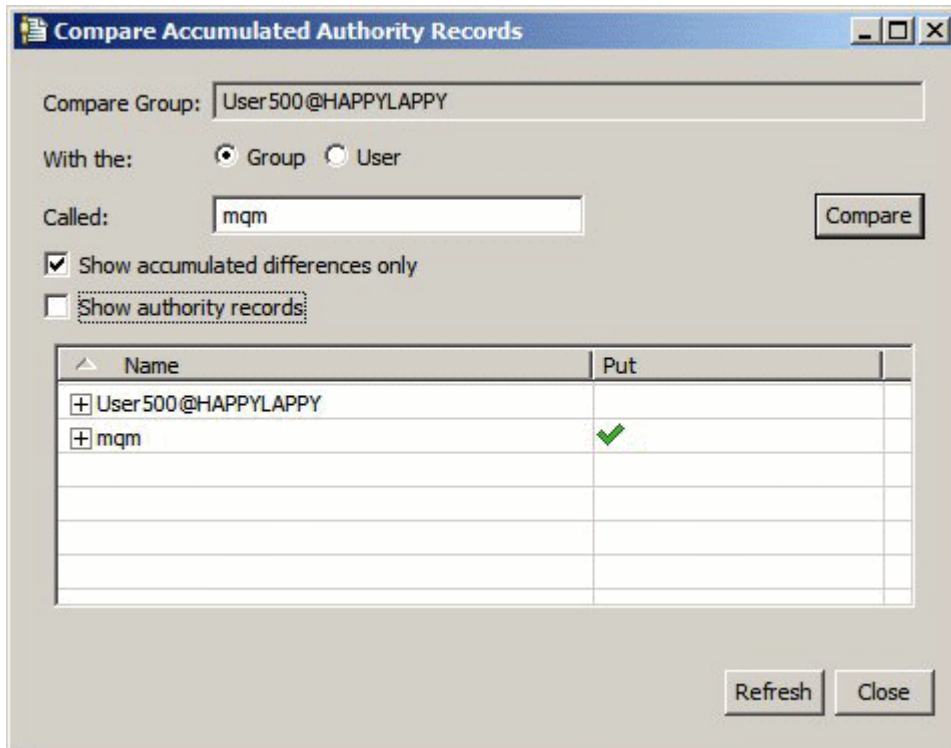 Compare Accumulated Authority Records
Compare Group: User500@HAPPYLAPPY
With the: Group User
Called: mqm Compare
Show accumulated differences only
Show authority records
Name Put
User500@HAPPYLAPPY
mqm
Refresh Close